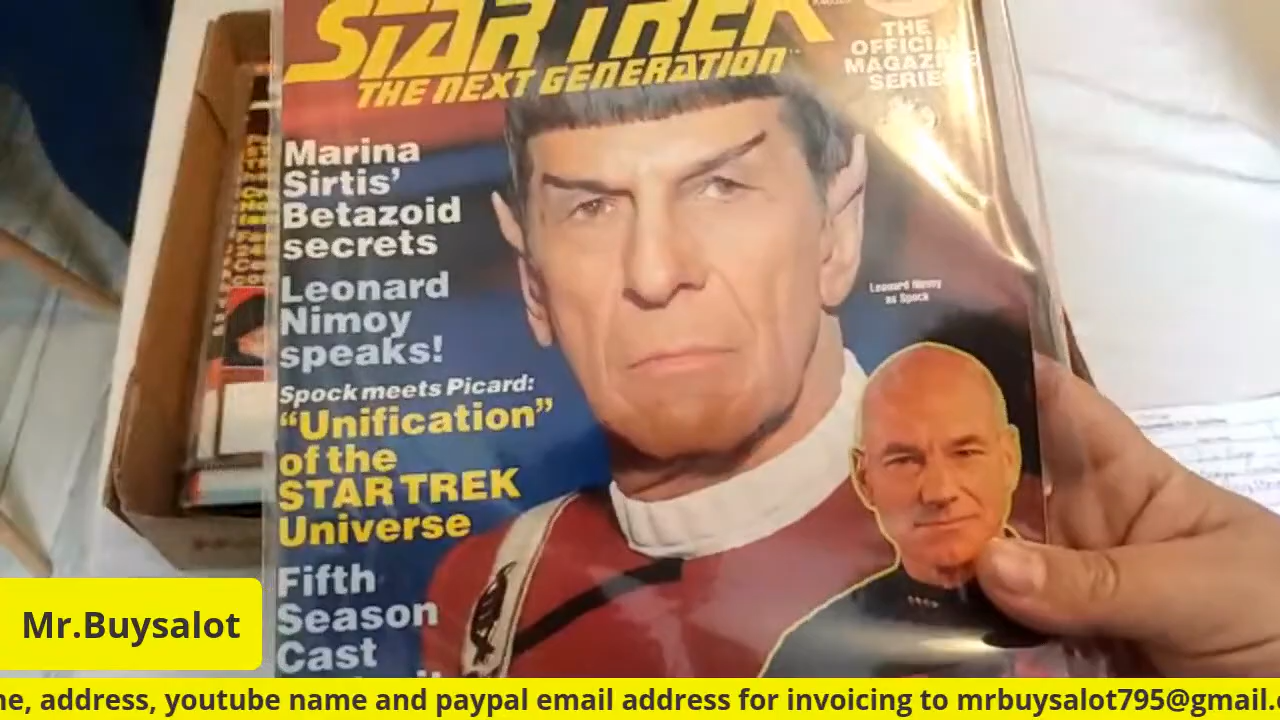 STAR TREK
THE NEXT GENERATION
THE
OFFICIAL
MAGAZINE
SERIES
Marina
Sirtis’
Betazoid
secrets
Leonard
Nimoy
speaks!
Leonard Nimoy
as Spock
Spock meets Picard:
“Unification”
of the
STAR TREK
Universe
Fifth
Season
Cast
Mr.Buysalot
ne, address, youtube name and paypal email address for invoicing to mrbuysalot795@gmail.c